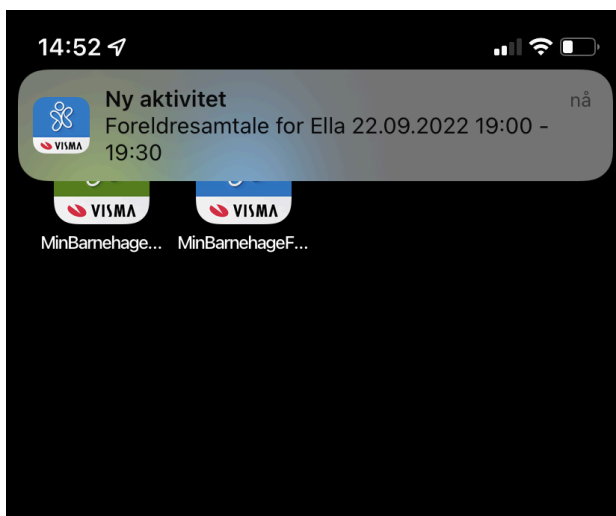 14:52
Ny aktivitet
nå
Foreldresamtale for Ella 22.09.2022 19:00 -
19:30
VISMA
VISMA
VISMA
MinBarnehage...
MinBarnehageF...